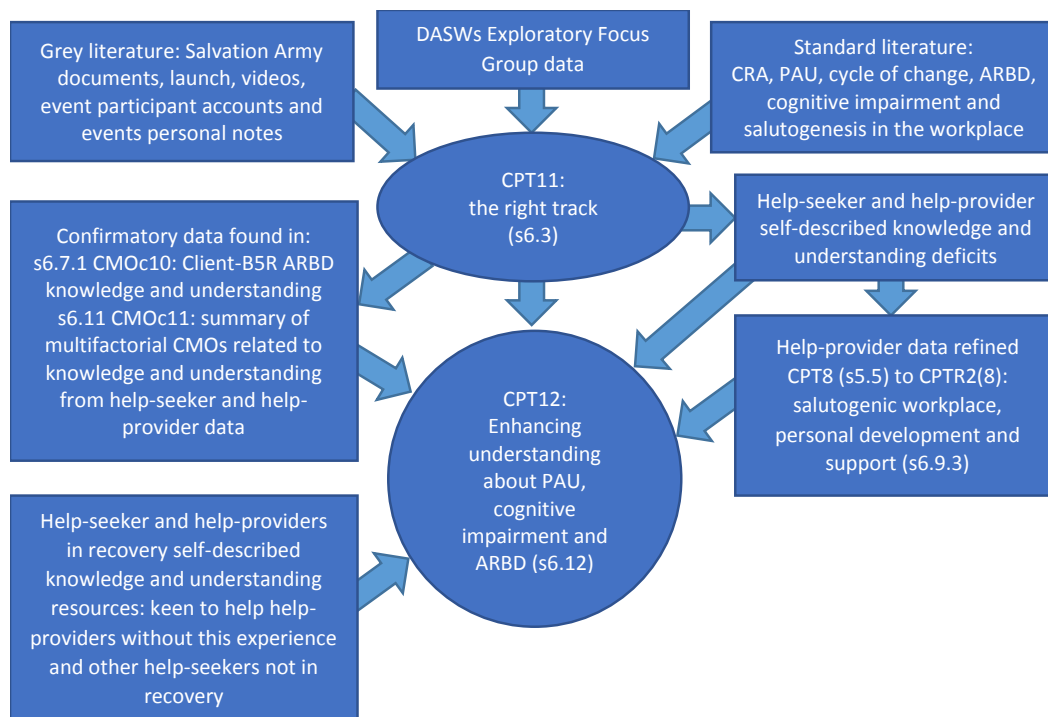 Grey literature: Salvation Army
documents, launch, videos,
event participant accounts and
events personal notes
DASWs Exploratory Focus
Group data
Standard literature:
CRA, PAU, cycle of change, ARBD,
cognitive impairment and
salutogenesis in the workplace
CPT11:
the right track
(s6.3)
Help-seeker and help-provider
self-described knowledge and
understanding deficits
Confirmatory data found in:
s6.7.1 CMOc10: Client-B5R ARBD
knowledge and understanding
s6.11 CMOc11: summary of
multifactorial CMOs related to
knowledge and understanding
from help-seeker and help-
provider data
Help-provider data refined
CPT8 (s5.5) to CPTR2(8):
salutogenic workplace,
personal development and
support (s6.9.3)
CPT12:
Enhancing
understanding
about PAU,
cognitive
impairment and
ARBD (s6.12)
Help-seeker and help-providers
in recovery self-described
knowledge and understanding
resources: keen to help help-
providers without this experience
and other help-seekers not in
recovery